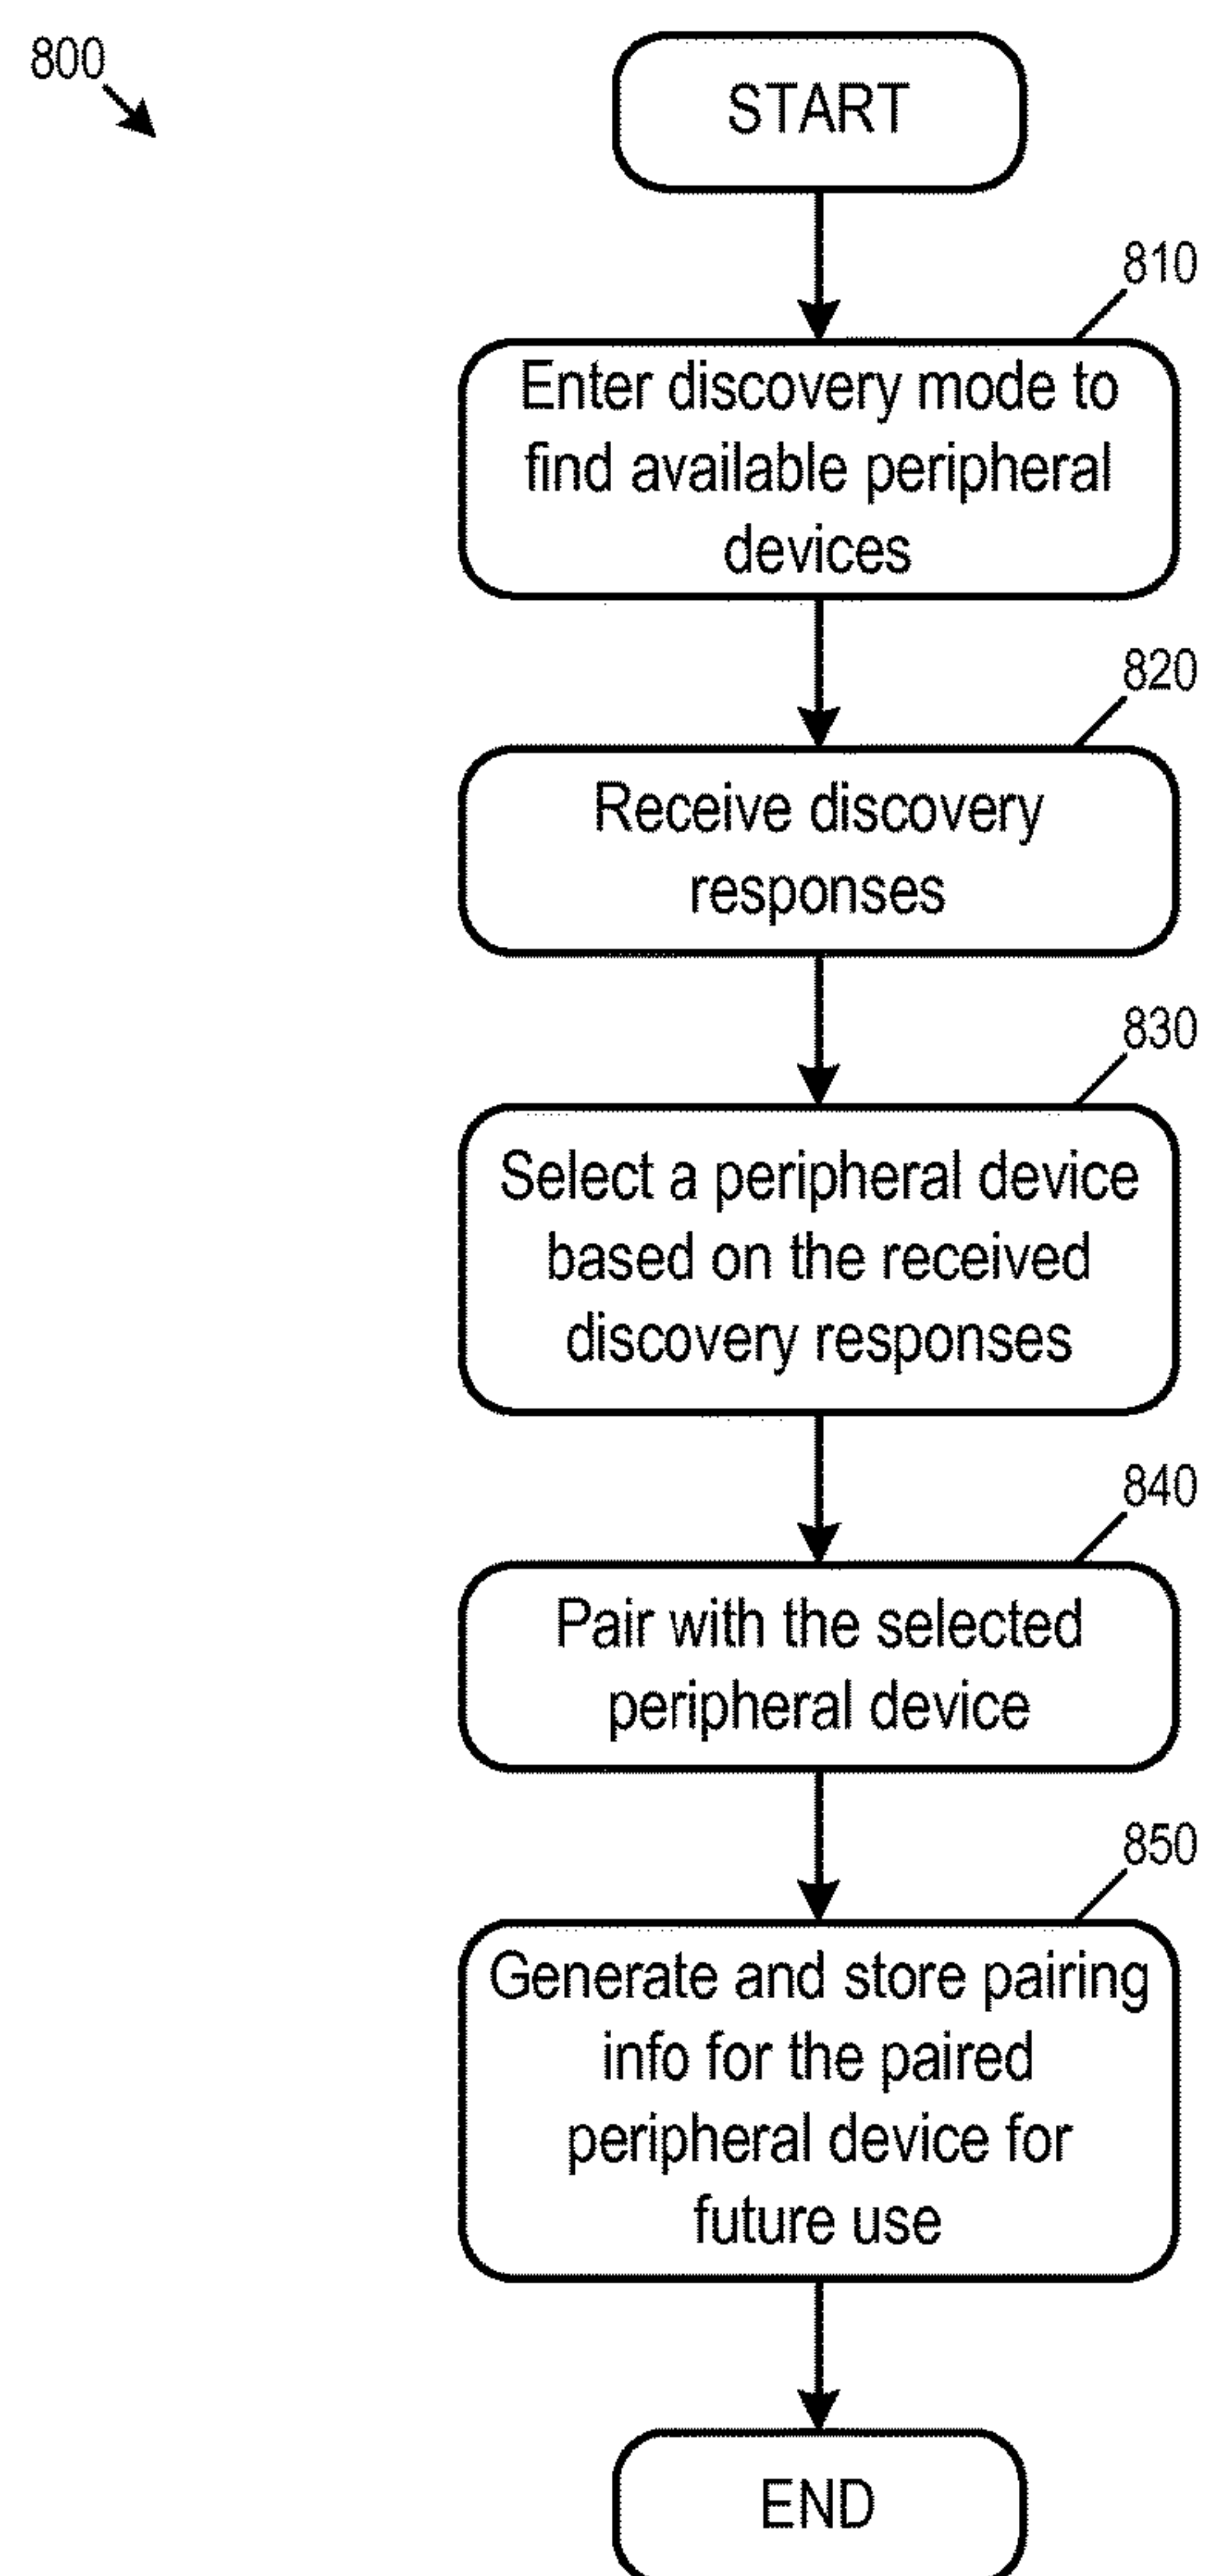 800
START
810
Enter discovery mode to
find available peripheral
devices
820
Receive discovery
responses
830
Select a peripheral device
based on the received
discovery responses
840
Pair with the selected
peripheral device
850
Generate and store pairing
info for the paired
peripheral device for
future use
END